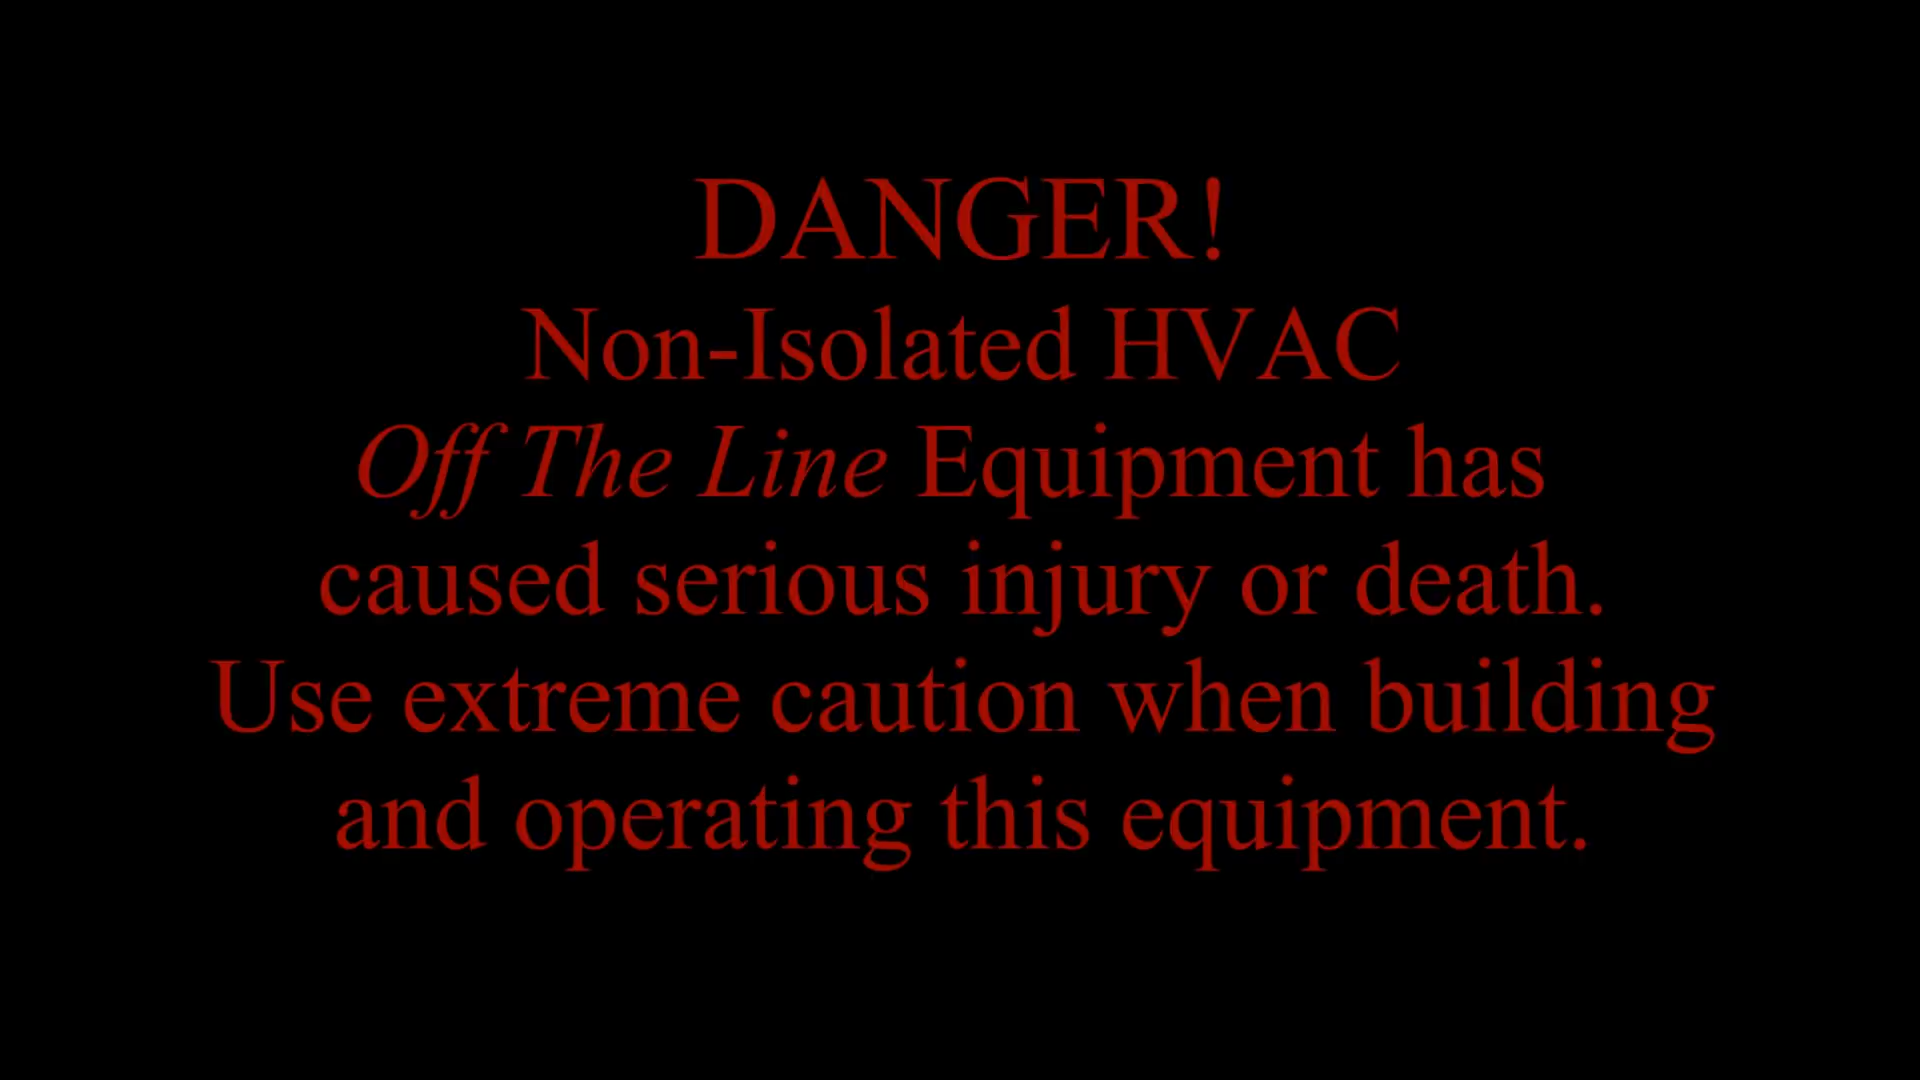 DANGER!
Non-Isolated HVAC
Off The Line Equipment has
caused serious injury or death.
Use extreme caution when building
and operating this equipment.